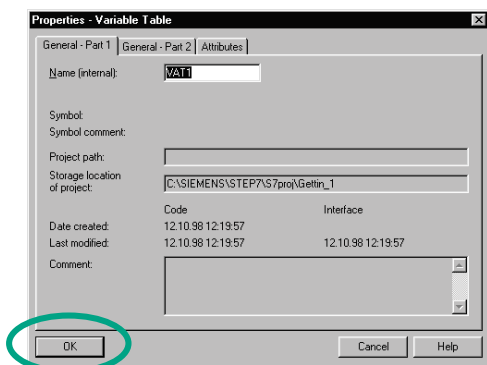 Properties - Variable Table
General - Part 1 General - Part 2 Attributes
Name (internal): VAT1
Symbol:
Symbol comment:
Project path:
Storage location
of project: C:\SIEMENS\STEP7\S7proj\Gettin_1
Code Interface
Date created: 12.10.98 12:19:57
Last modified: 12.10.98 12:19:57 12.10.98 12:19:57
Comment:
OK Cancel Help